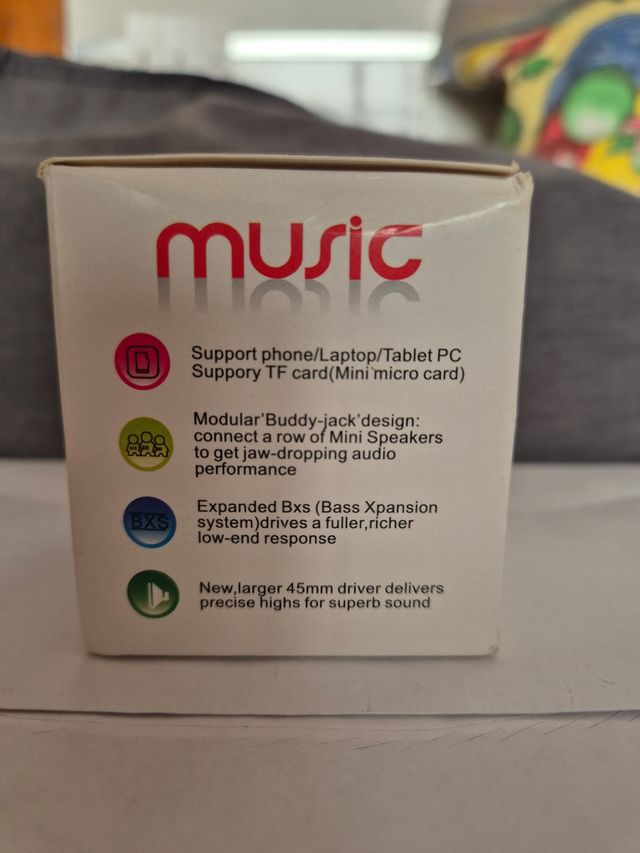 music
Support phone/Laptop/Tablet PC
Suppory TF card(Mini micro card)
Modular'Buddy-jack'design:
connect a row of Mini Speakers
to get jaw-dropping audio
performance
BXS
Expanded Bxs (Bass Xpansion
system)drives a fuller,richer
low-end response
New,larger 45mm driver delivers
precise highs for superb sound